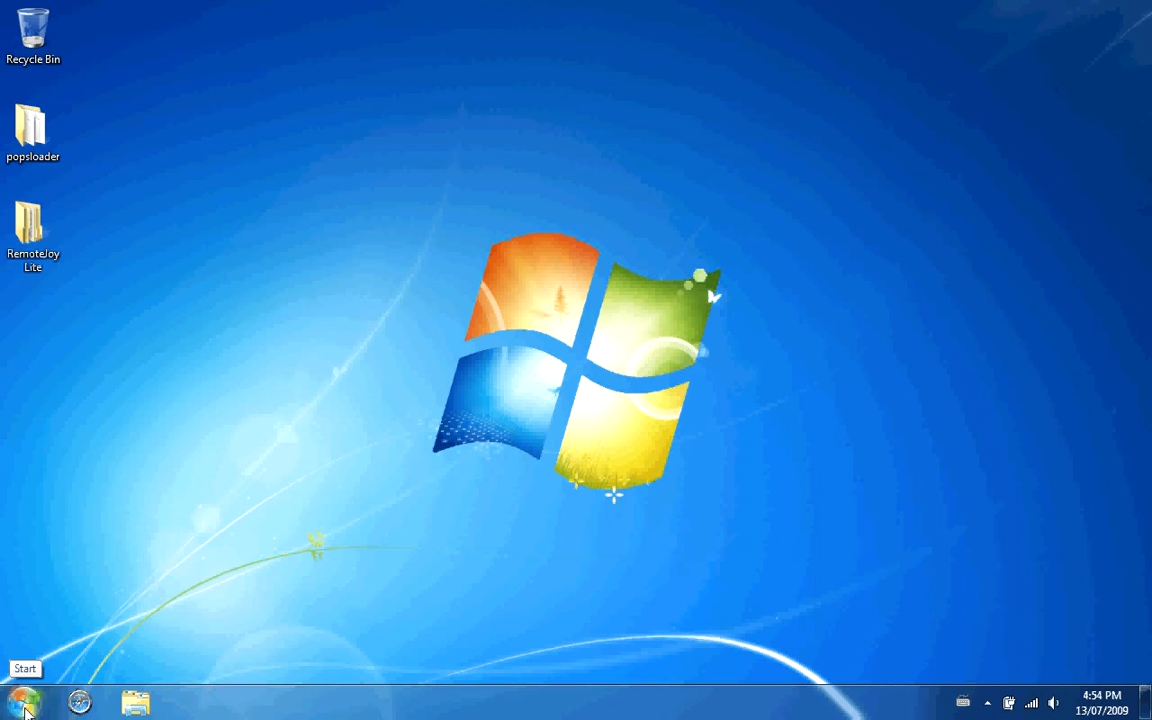 Recycle Bin
popsloader
RemoteJoy
Lite
Start
4:54 PM
13/07/2009